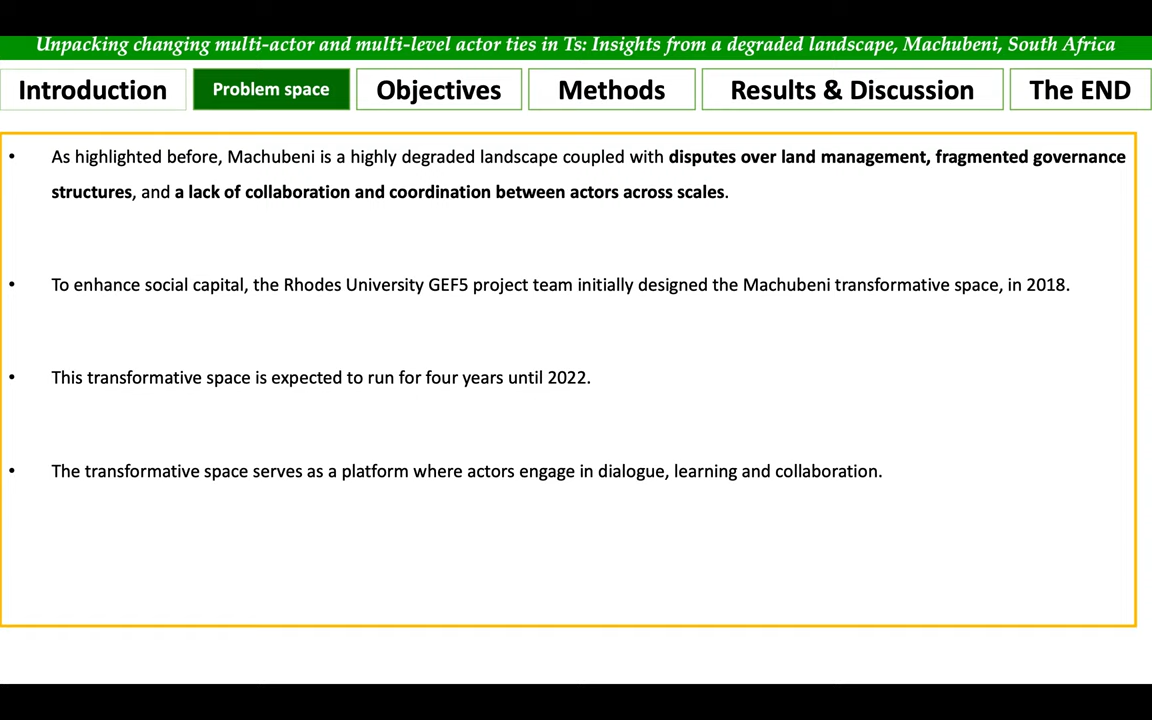 Unpacking changing multi-actor and multi-level actor ties in Ts: Insights from a degraded landscape, Machubeni, South Africa
Introduction
Problem space
Objectives
Methods
Results & Discussion
The END
• As highlighted before, Machubeni is a highly degraded landscape coupled with disputes over land management, fragmented governance
structures, and a lack of collaboration and coordination between actors across scales.
• To enhance social capital, the Rhodes University GEF5 project team initially designed the Machubeni transformative space, in 2018.
• This transformative space is expected to run for four years until 2022.
• The transformative space serves as a platform where actors engage in dialogue, learning and collaboration.